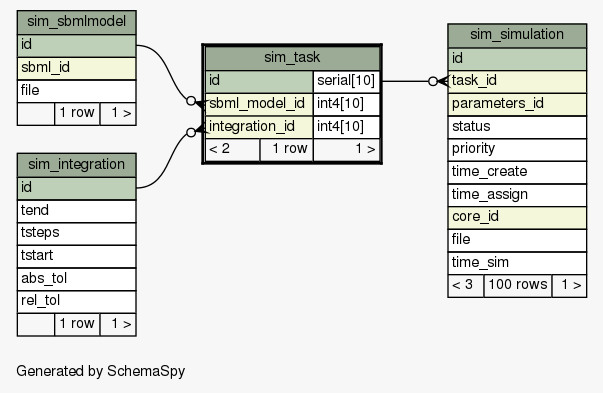 sim_sbmlmodel
id
sbml_id
file
1 row 1 >
sim_integration
id
tend
tsteps
tstart
abs_tol
rel_tol
1 row 1 >
sim_task
id serial[10]
sbml_model_id int4[10]
integration_id int4[10]
< 2 1 row 1 >
sim_simulation
id
task_id
parameters_id
status
priority
time_create
time_assign
core_id
file
time_sim
< 3 100 rows 1 >
Generated by SchemaSpy